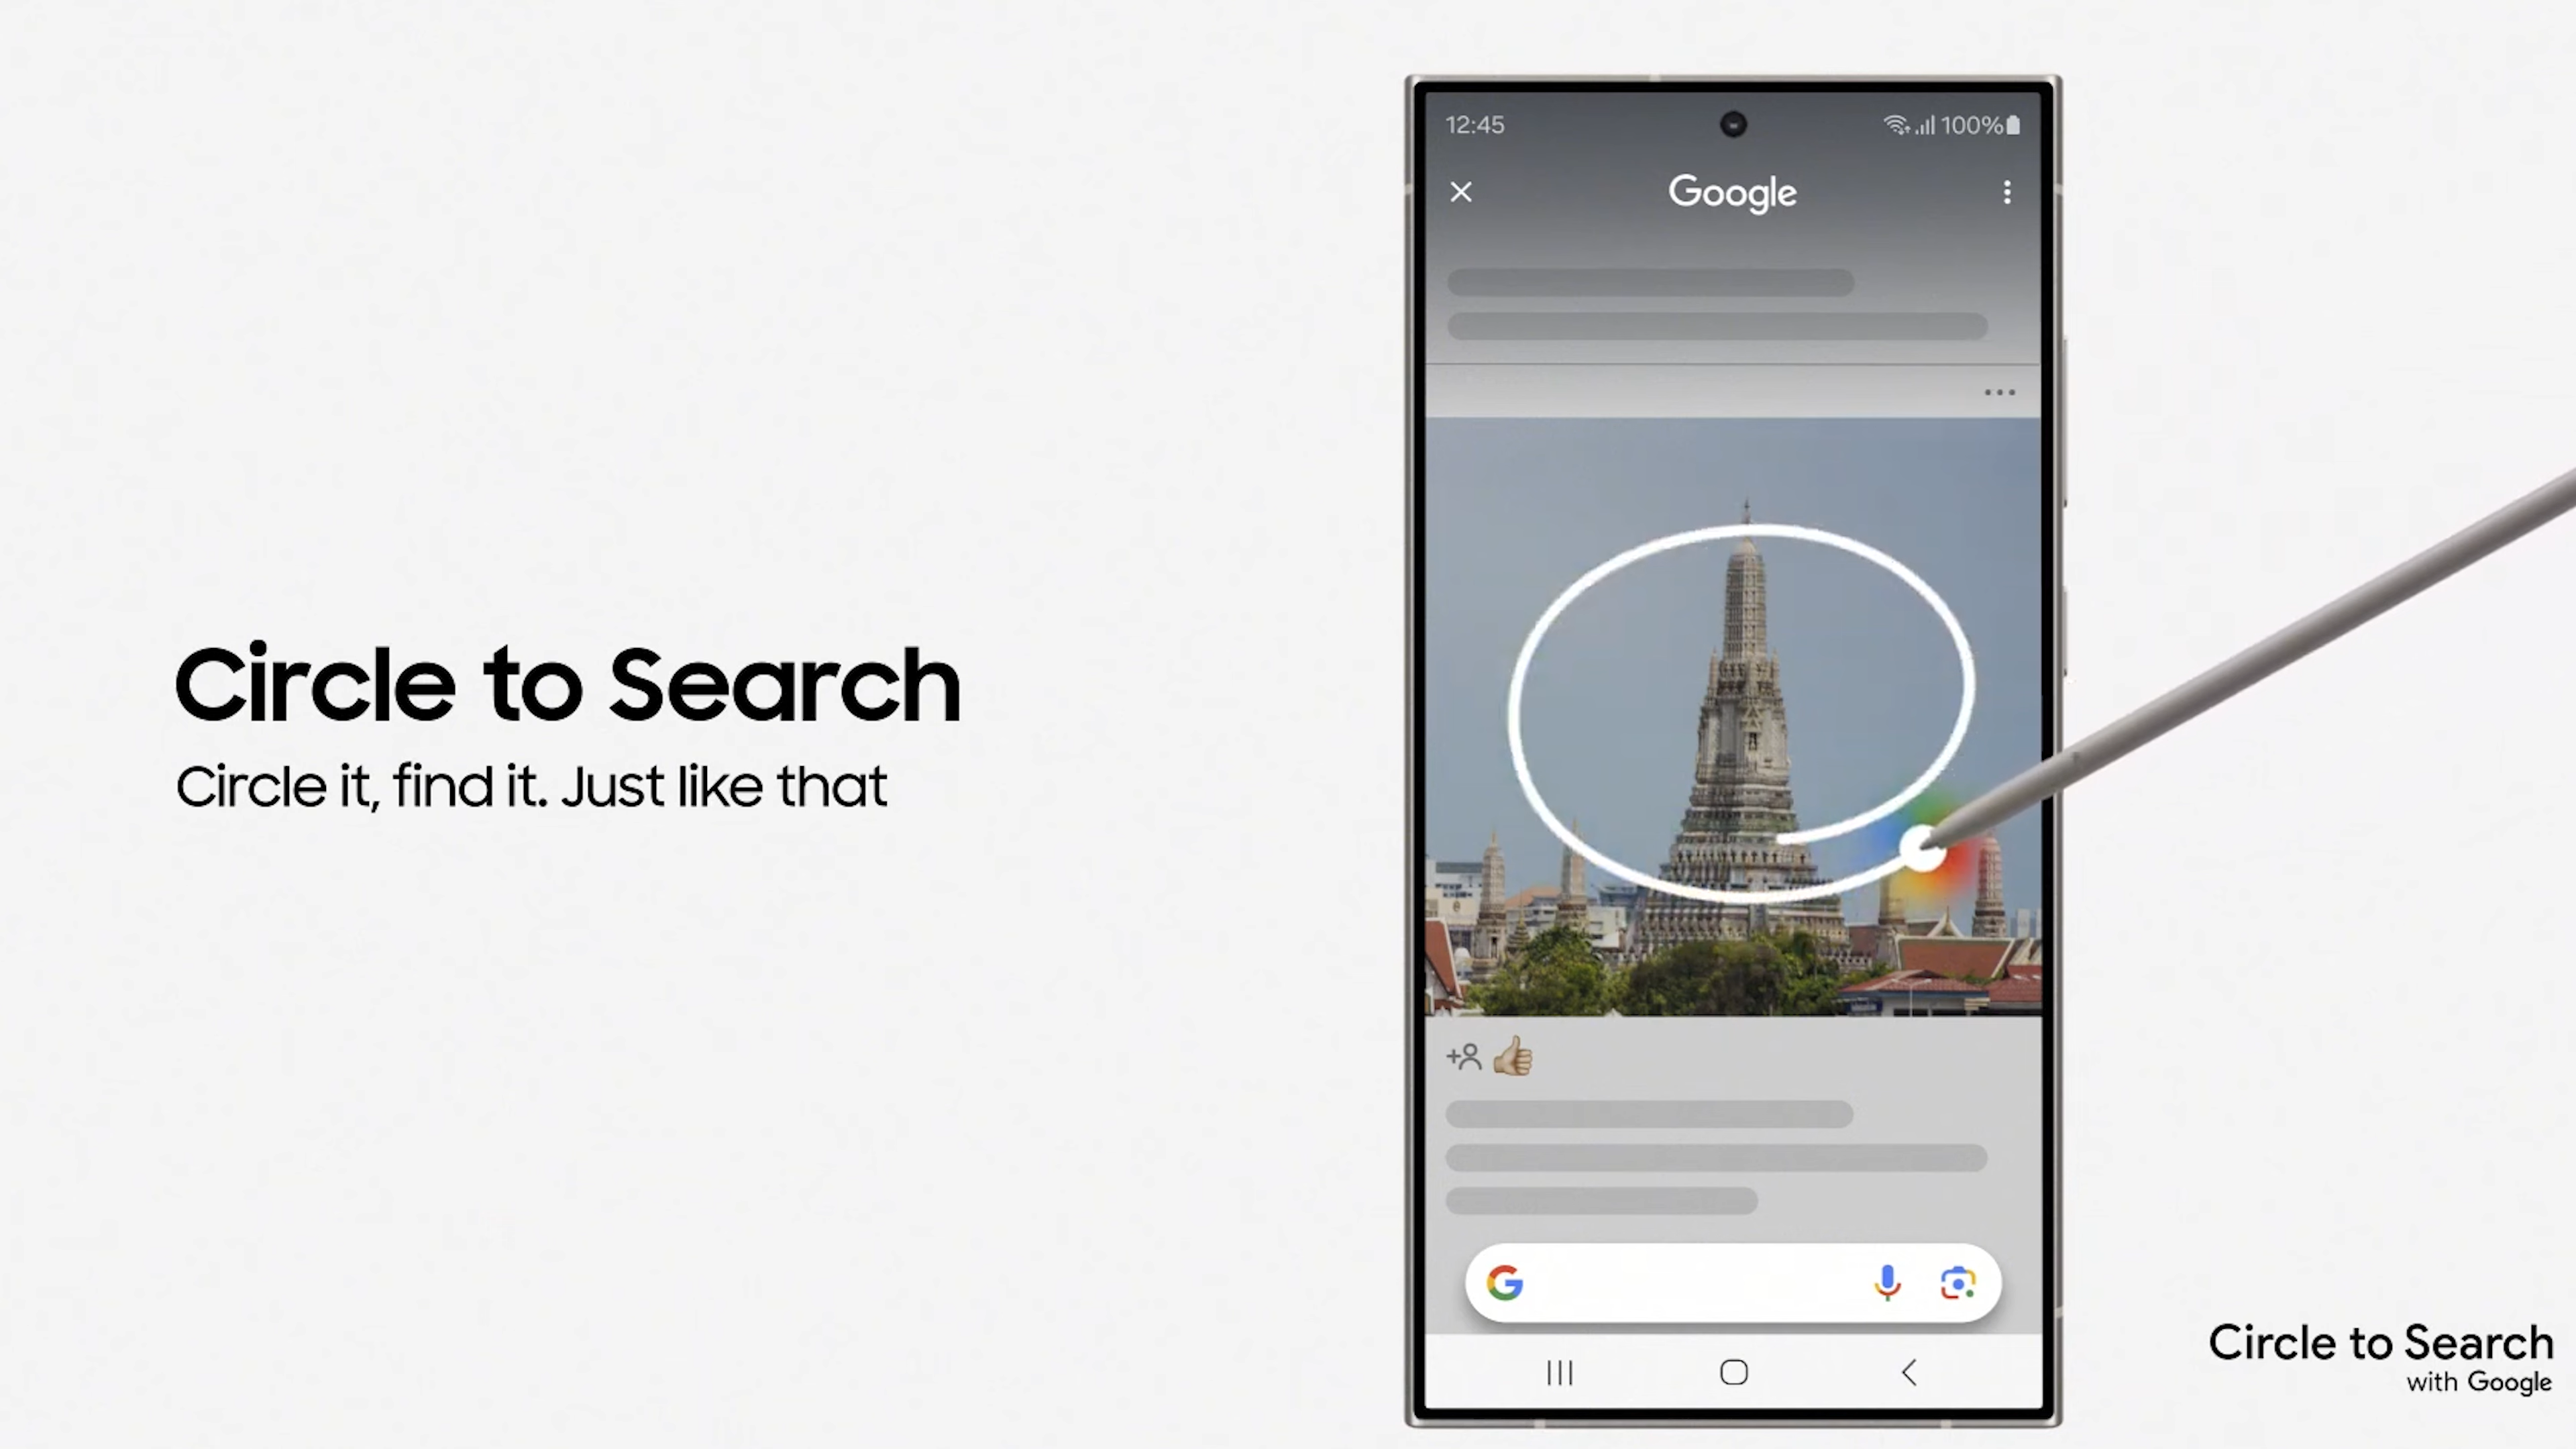 Circle to Search
Circle it, find it. Just like that
12:45
100%
Google
Circle to Search
with Google